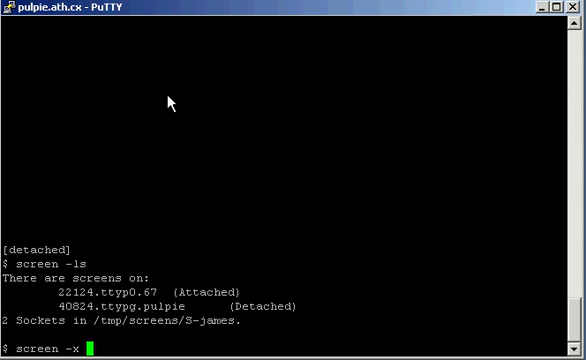 pulpie.ath.cx - PuTTY
[detached]
$ screen -ls
There are screens on:
22124.ttyp0.67 (Attached)
40824.ttypg.pulpie (Detached)
2 Sockets in /tmp/screens/S-james.
$ screen -x